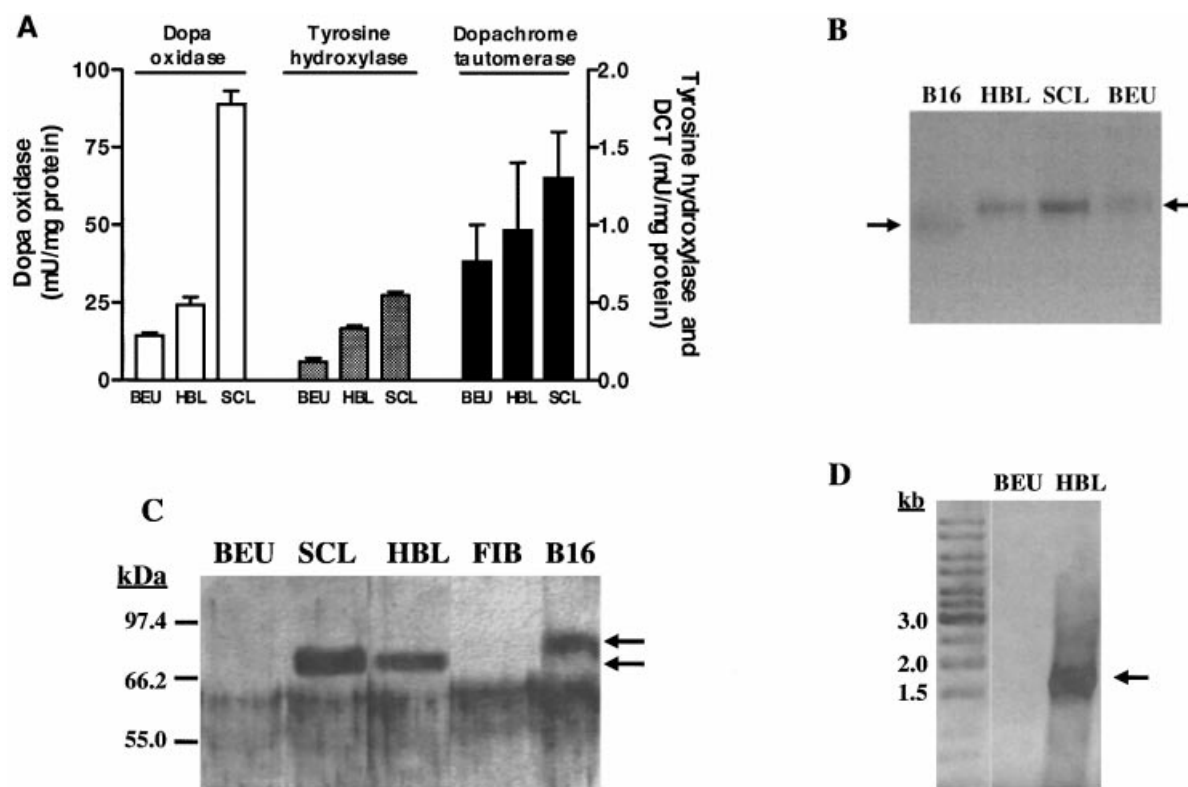 A
Dopa oxidase
Tyrosine hydroxylase
Dopachrome tautomerase
Dopa oxidase
(mU/mg protein)
100
75
50
25
0
2.0
1.5
1.0
0.5
0.0
Tyrosine hydroxylase and
DCT (mU/mg protein)
BEU HBL SCL
BEU HBL SCL
BEU HBL SCL
B
B16 HBL SCL BEU
C
BEU SCL HBL FIB B16
kDa
97.4
66.2
55.0
D
BEU HBL
kb
3.0
2.0
1.5